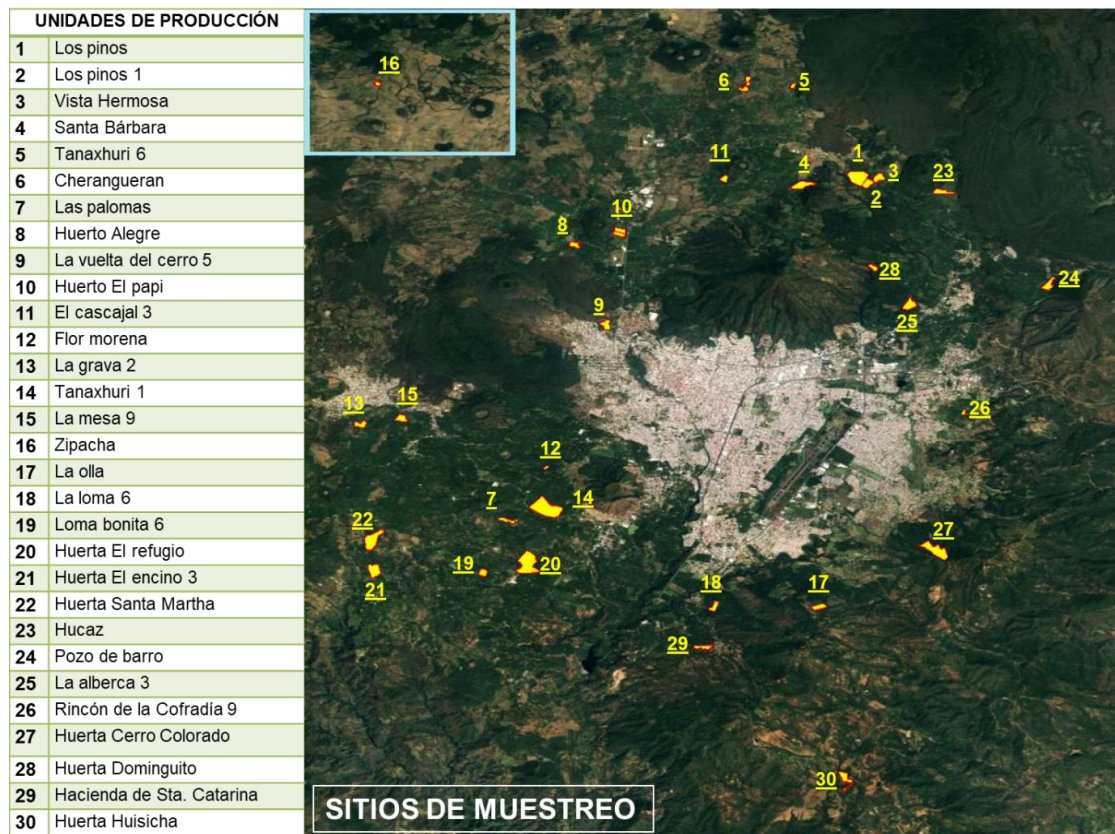 UNIDADES DE PRODUCCIÓN
1 Los pinos
2 Los pinos 1
3 Vista Hermosa
4 Santa Bárbara
5 Tanaxhuri 6
6 Cherangueran
7 Las palomas
8 Huerto Alegre
9 La vuelta del cerro 5
10 Huerto El papi
11 El cascajal 3
12 Flor morena
13 La grava 2
14 Tanaxhuri 1
15 La mesa 9
16 Zipacha
17 La olla
18 La loma 6
19 Loma bonita 6
20 Huerta El refugio
21 Huerta El encino 3
22 Huerta Santa Martha
23 Hucaz
24 Pozo de barro
25 La alberca 3
26 Rincón de la Cofradía 9
27 Huerta Cerro Colorado
28 Huerta Dominguito
29 Hacienda de Sta. Catarina
30 Huerta Huisicha
16
6
5
11
4
1
3
2
23
8
10
28
24
9
25
13
15
26
12
7
14
22
27
19
20
21
18
17
29
30
SITIOS DE MUESTREO